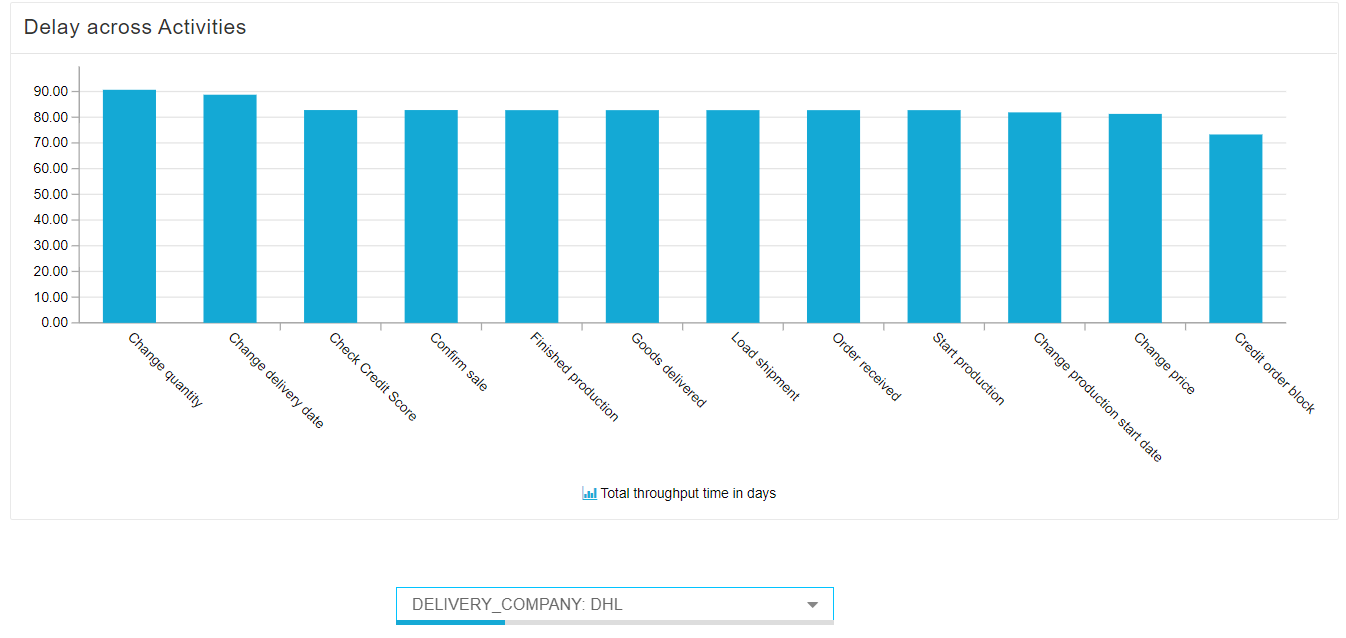 Delay across Activities
90.00
80.00
70.00
60.00
50.00
40.00
30.00
20.00
10.00
0.00
Change quantity
Change delivery date
Check Credit Score
Confirm sale
Finished production
Goods delivered
Load shipment
Order received
Start production
Change production start date
Change price
Credit order block
Total throughput time in days
DELIVERY_COMPANY: DHL